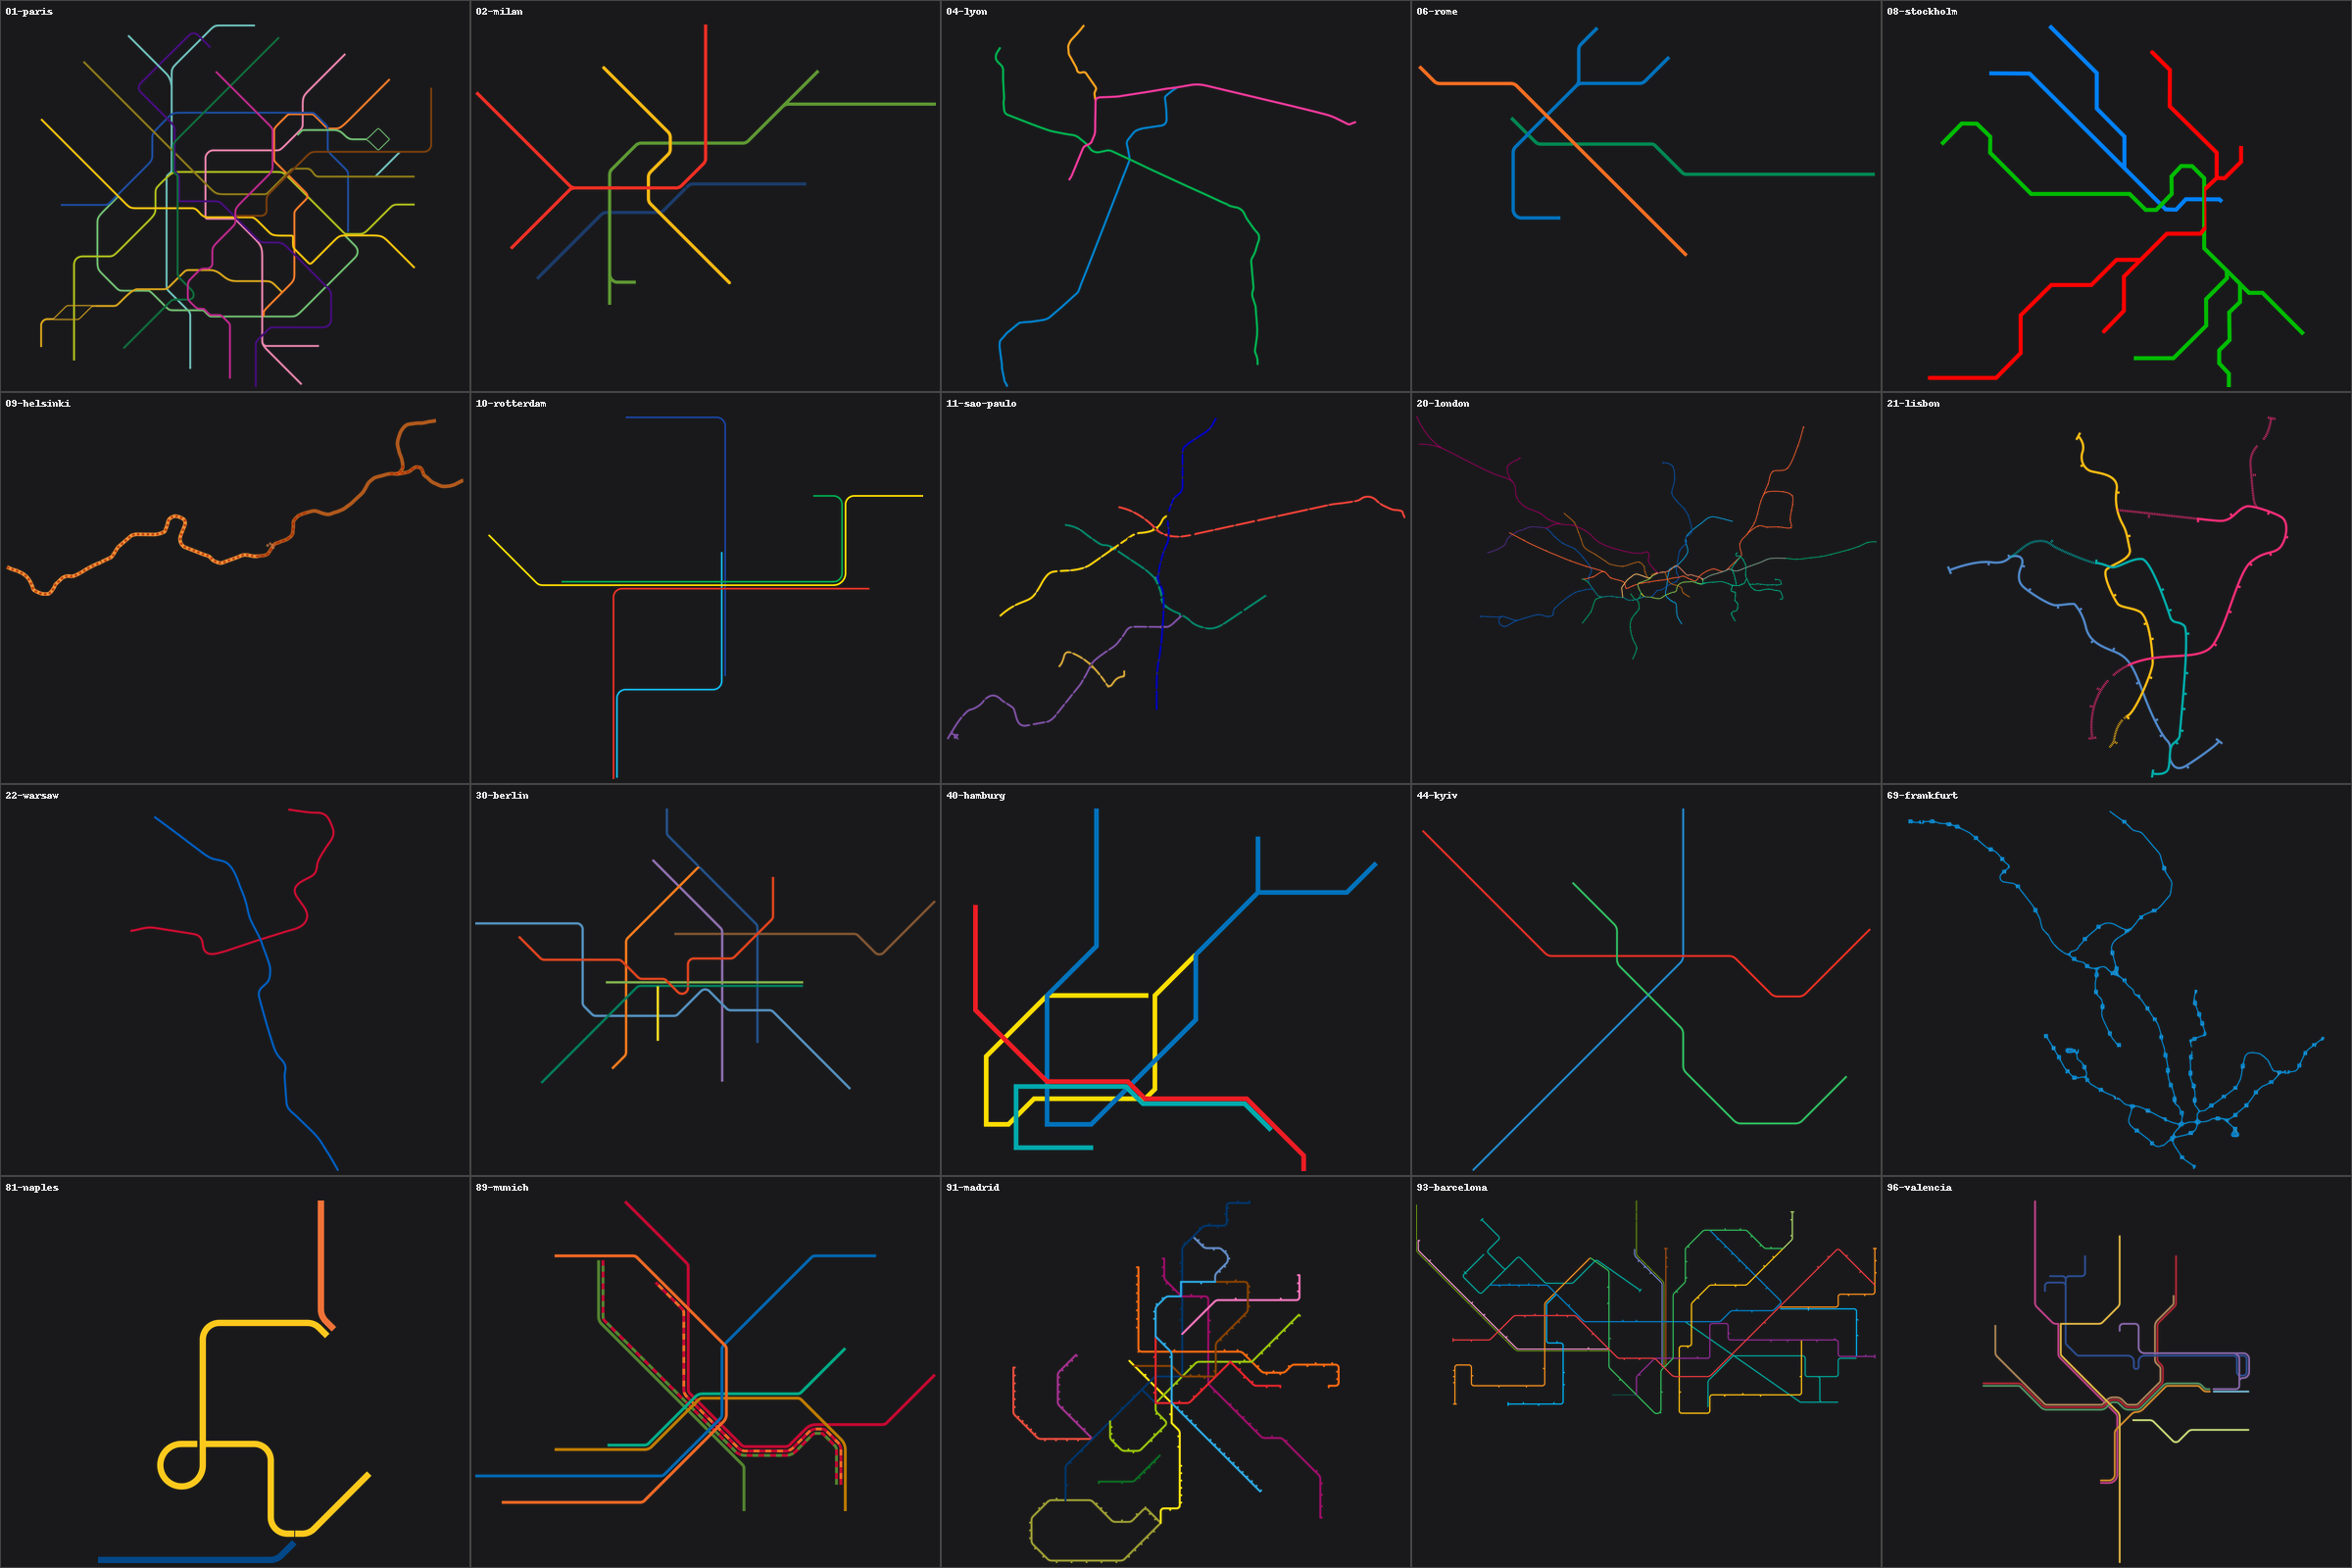 01-paris
02-milan
04-lyon
06-rome
08-stockholm
09-helsinki
10-rotterdam
11-sao-paulo
20-london
21-lisbon
22-warsaw
30-berlin
40-hamburg
44-kyiv
69-frankfurt
81-naples
89-munich
91-madrid
93-barcelona
96-valencia